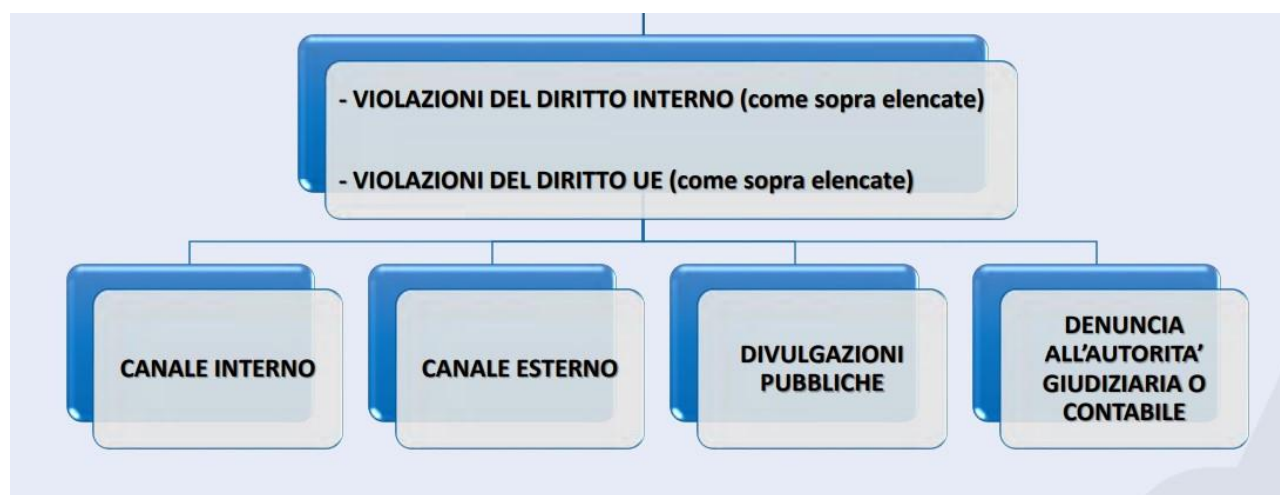 - VIOLAZIONI DEL DIRITTO INTERNO (come sopra elencate)
- VIOLAZIONI DEL DIRITTO UE (come sopra elencate)
CANALE INTERNO
CANALE ESTERNO
DIVULGAZIONI
PUBBLICHE
DENUNCIA
ALL’AUTORITA’
GIUDIZIARIA O
CONTABILE